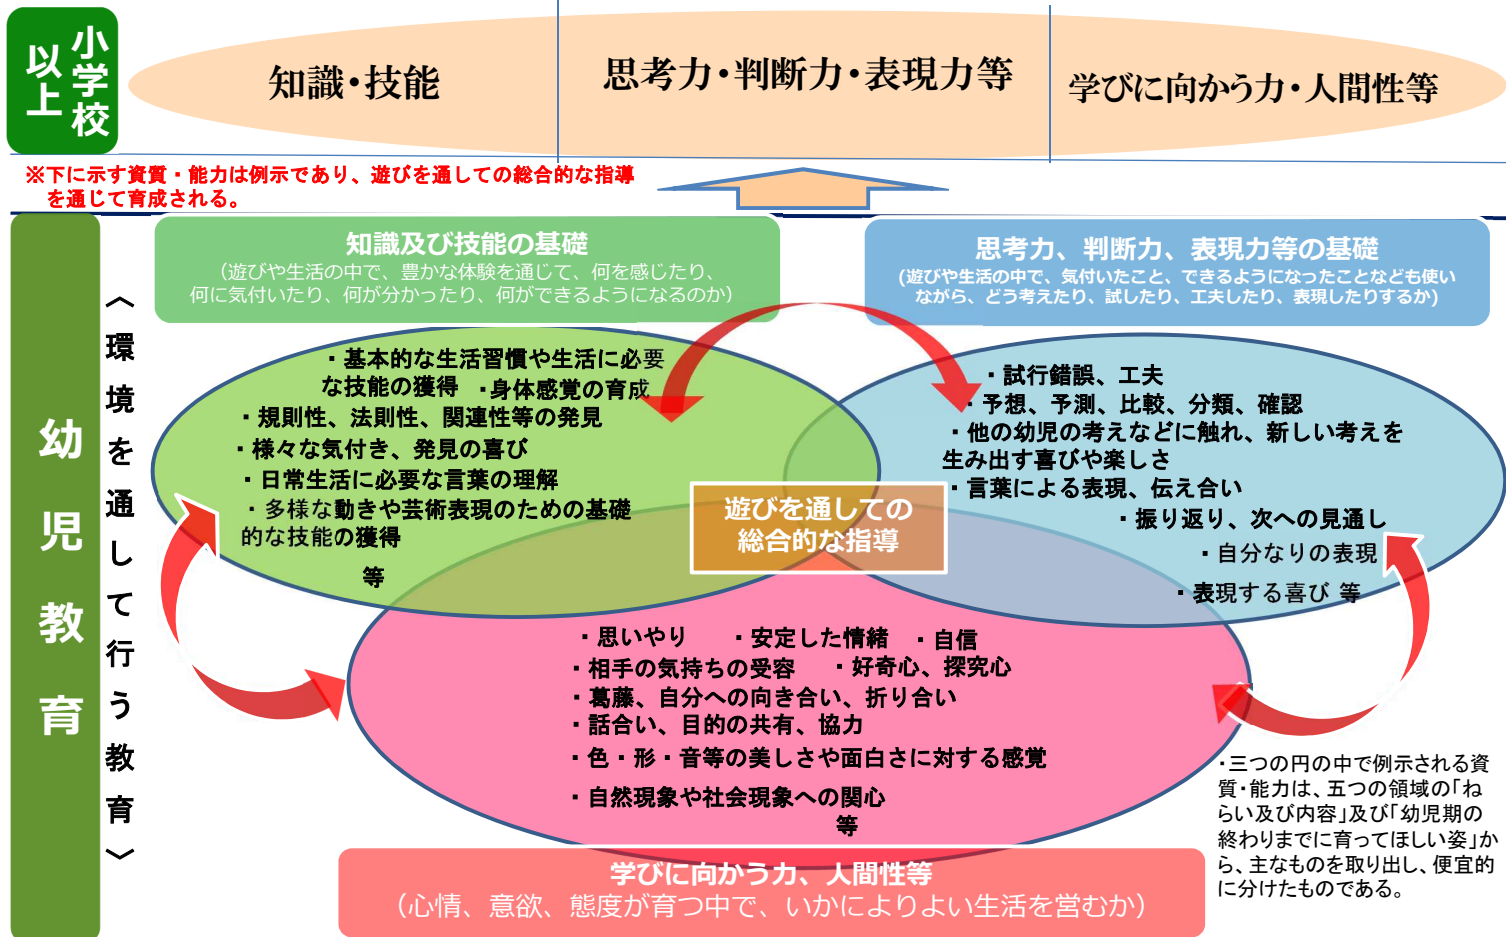 小学校
以上
知識・技能
思考力・判断力・表現力等
学びに向かう力・人間性等
※下に示す資質・能力は例示であり、遊びを通しての総合的な指導
を通じて育成される。
幼児教育
〈環境を通して行う教育〉
知識及び技能の基礎
（遊びや生活の中で、豊かな体験を通じて、何を感じたり、
何に気付いたり、何が分かったり、何ができるようになるのか）
思考力、判断力、表現力等の基礎
(遊びや生活の中で、気付いたこと、できるようになったことなども使い
ながら、どう考えたり、試したり、工夫したり、表現したりするか)
・基本的な生活習慣や生活に必要
な技能の獲得 ・身体感覚の育成
・規則性、法則性、関連性等の発見
・様々な気付き、発見の喜び
・日常生活に必要な言葉の理解
・多様な動きや芸術表現のための基礎
的な技能の獲得
等
・試行錯誤、工夫
・予想、予測、比較、分類、確認
・他の幼児の考えなどに触れ、新しい考えを
生み出す喜びや楽しさ
・言葉による表現、伝え合い
・振り返り、次への見通し
・自分なりの表現
・表現する喜び 等
遊びを通しての
総合的な指導
・思いやり ・安定した情緒 ・自信
・相手の気持ちの受容 ・好奇心、探究心
・葛藤、自分への向き合い、折り合い
・話合い、目的の共有、協力
・色・形・音等の美しさや面白さに対する感覚
・自然現象や社会現象への関心
等
・三つの円の中で例示される資
質・能力は、五つの領域の「ね
らい及び内容」及び「幼児期の
終わりまでに育ってほしい姿」か
ら、主なものを取り出し、便宜的
に分けたものである。
学びに向かう力、人間性等
（心情、意欲、態度が育つ中で、いかによりよい生活を営むか）